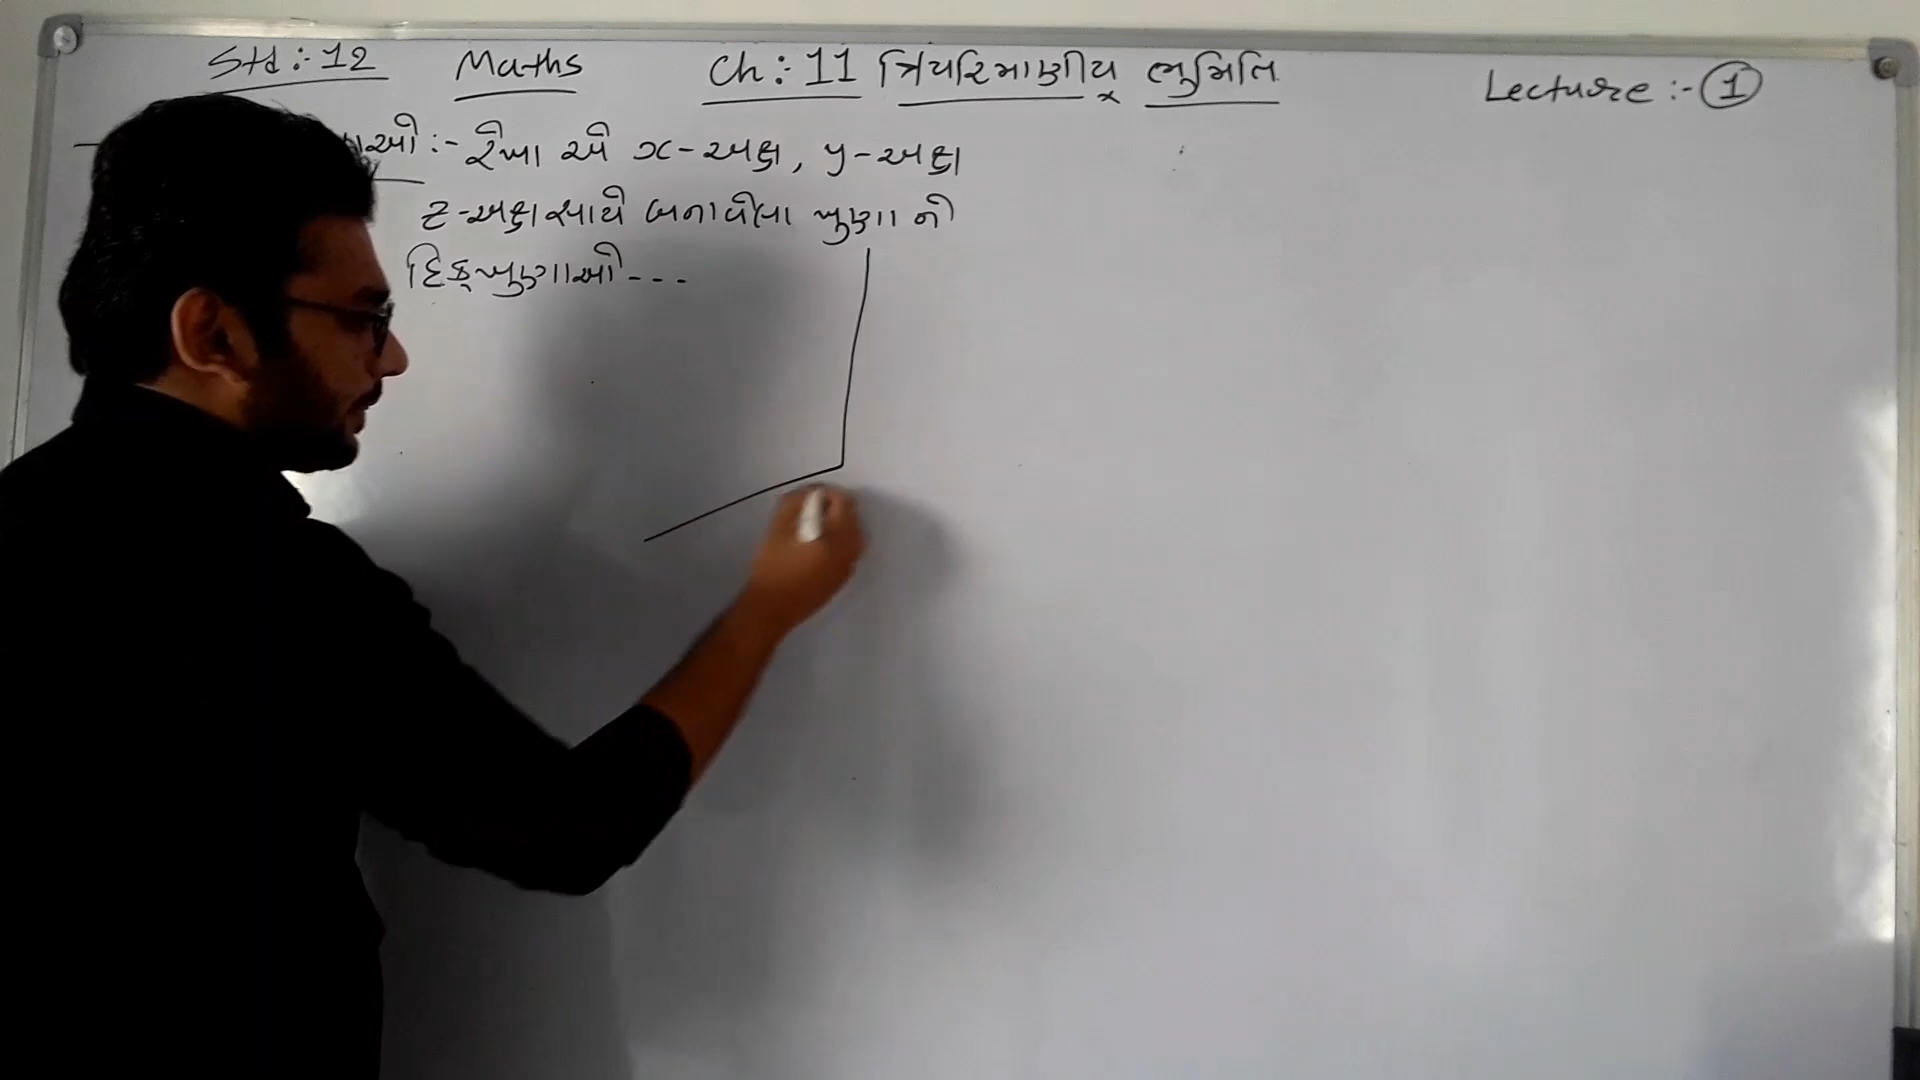 Std :- 12 Maths Ch :- 11 ત્રિપરિમાણીય ભુમિતિ Lecture :- 1
:- રેખા એ x-અક્ષ, y-અક્ષ
z-અક્ષ સાથે બનાવેલા ખુણા ને
દિક્ખુણાઓ---